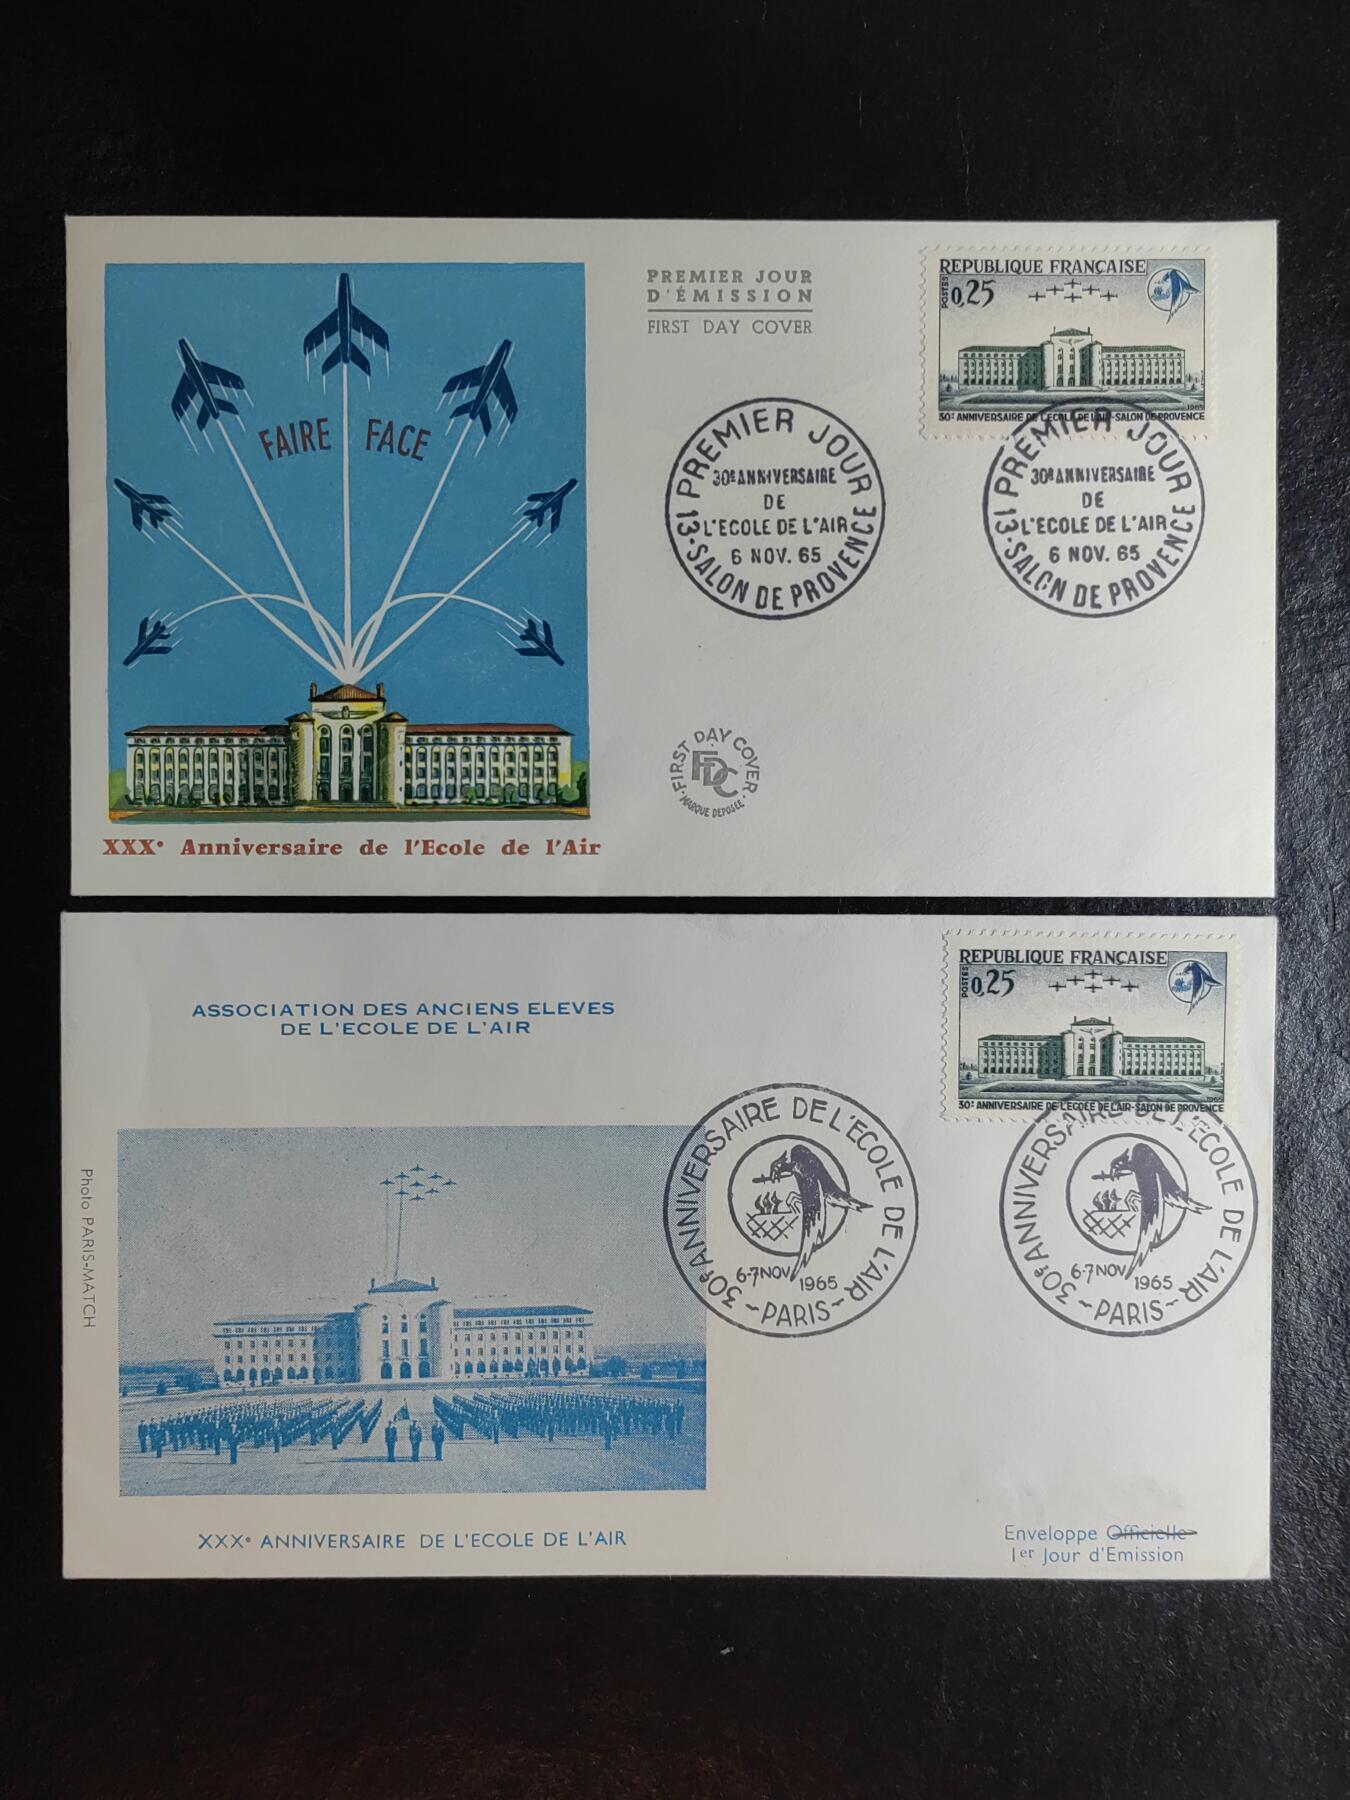 PREMIER JOUR
D'ÉMISSION
FIRST DAY COVER
REPUBLIQUE FRANÇAISE
POSTES
0,25
1965
30E ANNIVERSAIRE DE L'ECOLE DE L'AIR-SALON DE PROVENCE
FAIRE FACE
PREMIER JOUR
30E ANNIVERSAIRE
DE
L'ECOLE DE L'AIR
6 NOV. 65
13·SALON DE PROVENCE
PREMIER JOUR
30E ANNIVERSAIRE
DE
L'ECOLE DE L'AIR
6 NOV. 65
13·SALON DE PROVENCE
FIRST DAY COVER
FDC
·MARQUE DEPOSÉE·
XXXe Anniversaire de l'Ecole de l'Air
ASSOCIATION DES ANCIENS ELEVES
DE L'ECOLE DE L'AIR
REPUBLIQUE FRANÇAISE
POSTES
0,25
1965
30E ANNIVERSAIRE DE L'ECOLE DE L'AIR-SALON DE PROVENCE
Photo PARIS-MATCH
30E ANNIVERSAIRE DE L'ECOLE DE L'AIR
6-7 NOV 1965
~ PARIS ~
30E ANNIVERSAIRE DE L'ECOLE DE L'AIR
6-7 NOV 1965
~ PARIS ~
XXXe ANNIVERSAIRE DE L'ECOLE DE L'AIR
Enveloppe Officielle
1er Jour d'Emission